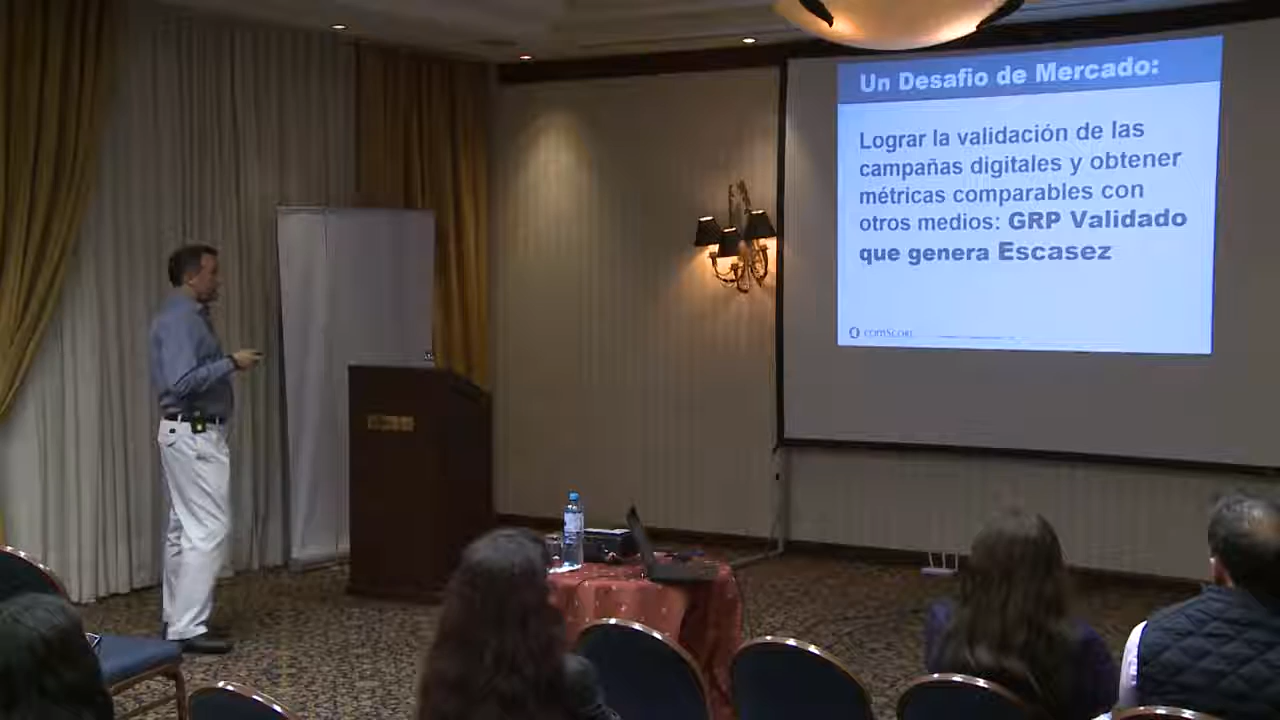 Un Desafio de Mercado:
Lograr la validación de las
campañas digitales y obtener
métricas comparables con
otros medios: GRP Validado
que genera Escasez
comScore